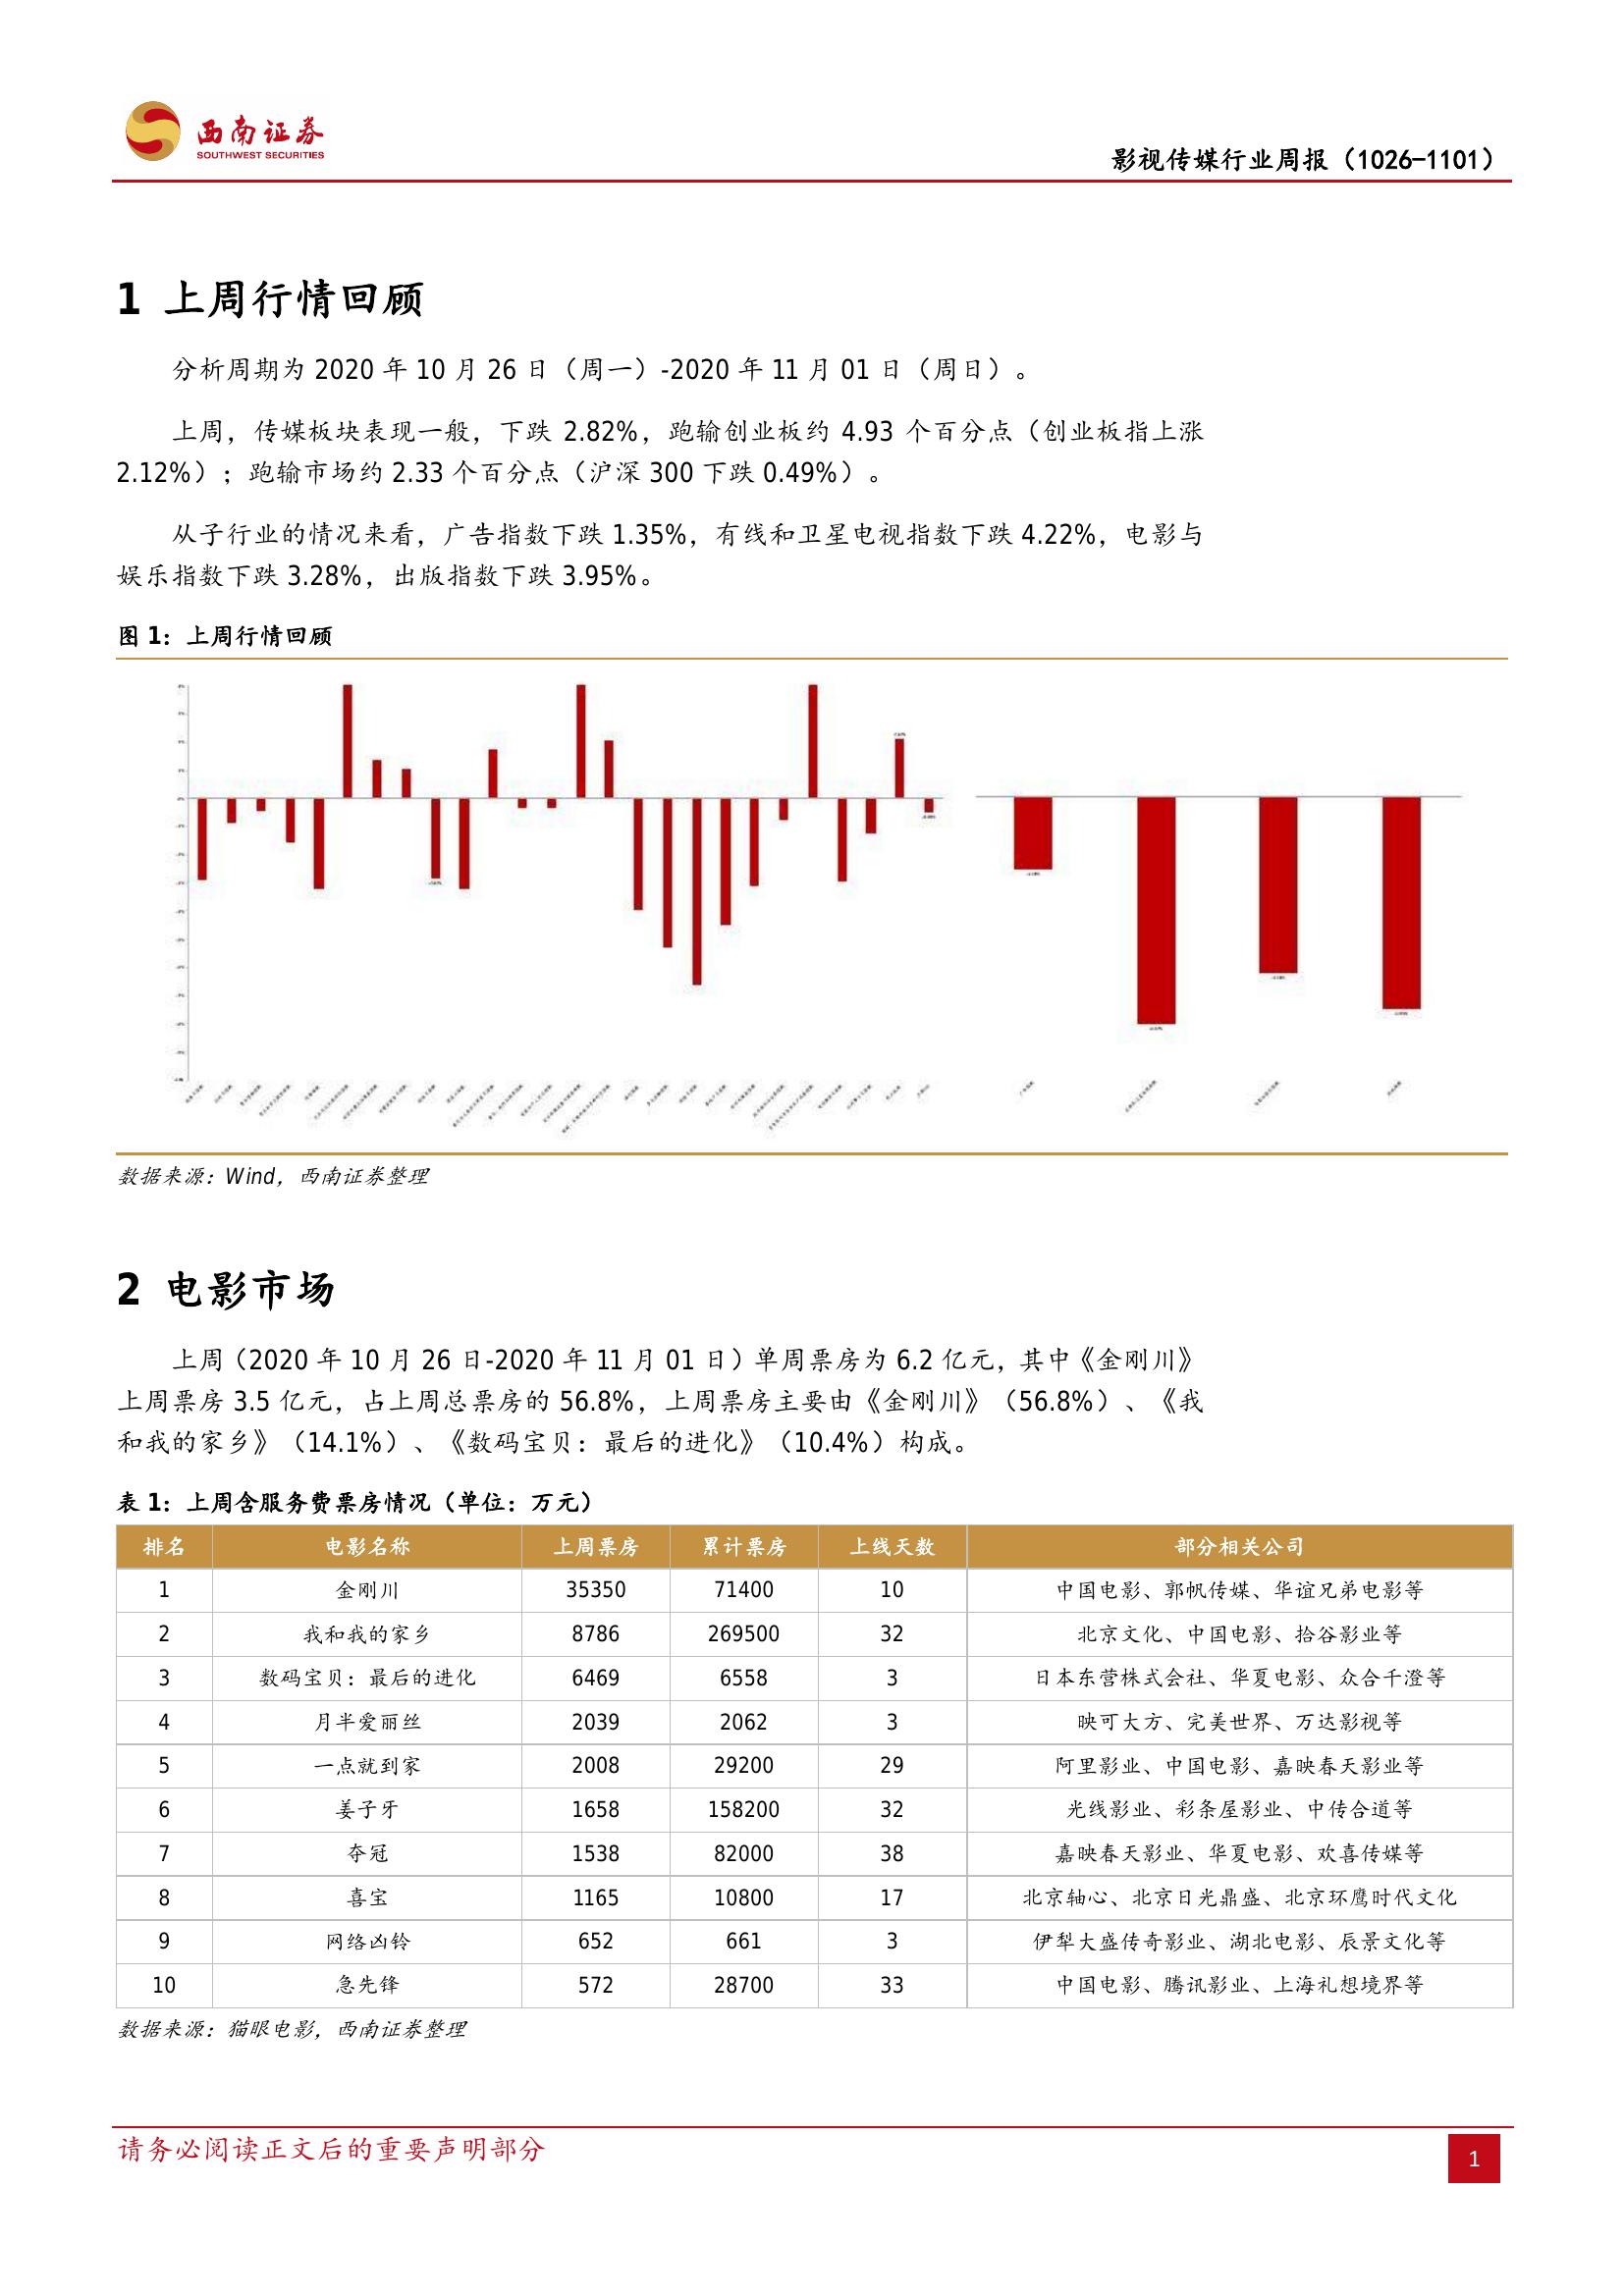 西南证券
SOUTHWEST SECURITIES
影视传媒行业周报（1026-1101）
1 上周行情回顾
分析周期为 2020 年 10 月 26 日（周一）-2020 年 11 月 01 日（周日）。
上周，传媒板块表现一般，下跌 2.82%，跑输创业板约 4.93 个百分点（创业板指上涨
2.12%）；跑输市场约 2.33 个百分点（沪深 300 下跌 0.49%）。
从子行业的情况来看，广告指数下跌 1.35%，有线和卫星电视指数下跌 4.22%，电影与
娱乐指数下跌 3.28%，出版指数下跌 3.95%。
图 1：上周行情回顾
数据来源：Wind，西南证券整理
2 电影市场
上周（2020 年 10 月 26 日-2020 年 11 月 01 日）单周票房为 6.2 亿元，其中《金刚川》
上周票房 3.5 亿元，占上周总票房的 56.8%，上周票房主要由《金刚川》（56.8%）、《我
和我的家乡》（14.1%）、《数码宝贝：最后的进化》（10.4%）构成。
表 1：上周含服务费票房情况（单位：万元）
排名 电影名称 上周票房 累计票房 上线天数 部分相关公司
1 金刚川 35350 71400 10 中国电影、郭帆传媒、华谊兄弟电影等
2 我和我的家乡 8786 269500 32 北京文化、中国电影、拾谷影业等
3 数码宝贝：最后的进化 6469 6558 3 日本东营株式会社、华夏电影、众合千澄等
4 月半爱丽丝 2039 2062 3 映可大方、完美世界、万达影视等
5 一点就到家 2008 29200 29 阿里影业、中国电影、嘉映春天影业等
6 姜子牙 1658 158200 32 光线影业、彩条屋影业、中传合道等
7 夺冠 1538 82000 38 嘉映春天影业、华夏电影、欢喜传媒等
8 喜宝 1165 10800 17 北京轴心、北京日光鼎盛、北京环鹰时代文化
9 网络凶铃 652 661 3 伊犁大盛传奇影业、湖北电影、辰景文化等
10 急先锋 572 28700 33 中国电影、腾讯影业、上海礼想境界等
数据来源：猫眼电影，西南证券整理
请务必阅读正文后的重要声明部分
1